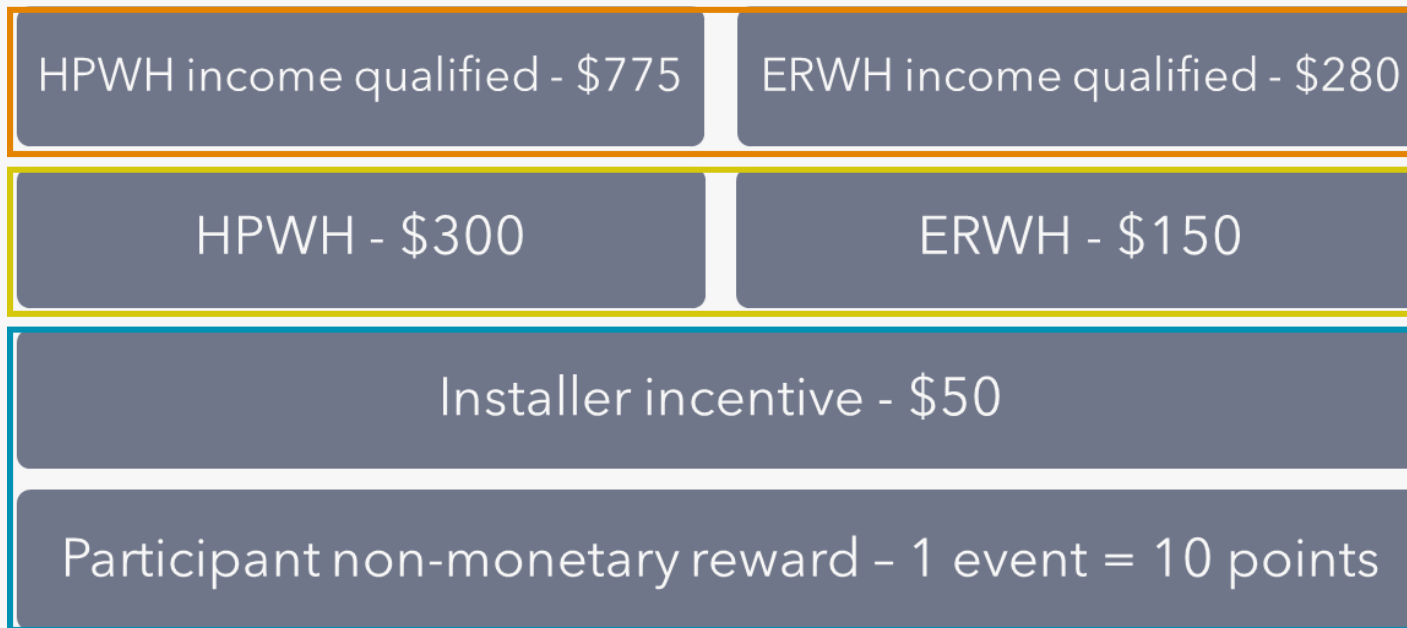 HPWH income qualified - $775
ERWH income qualified - $280
HPWH - $300
ERWH - $150
Installer incentive - $50
Participant non-monetary reward – 1 event = 10 points